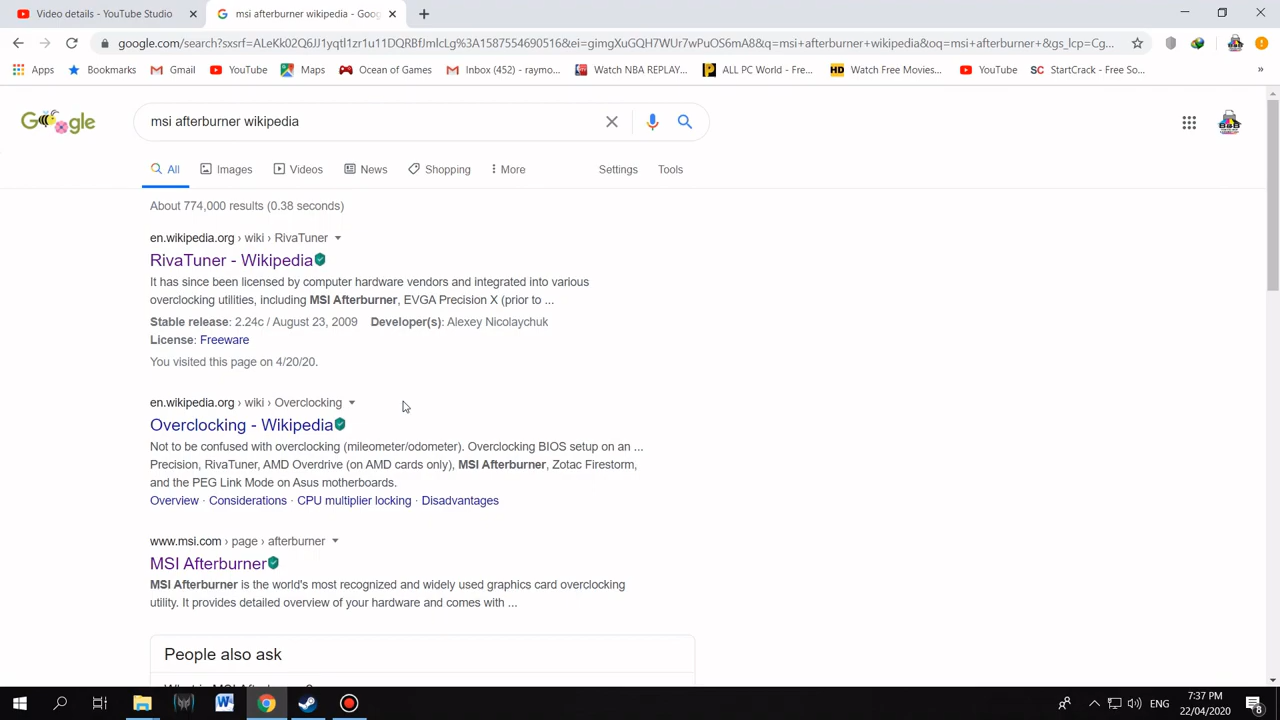 Video details - YouTube Studio
msi afterburner wikipedia - Goog
google.com/search?sxsrf=ALeKk02Q6JJ1yqtl1zr1u11DQRBfJmlcLg%3A1587554690516&ei=gimgXuGQH7WUr7wPuOS6mA8&q=msi+afterburner+wikipedia&oq=msi+afterburner+&gs_lcp=Cg...
Apps Bookmarks Gmail YouTube Maps Ocean of Games Inbox (452) - raymo... Watch NBA REPLAY... ALL PC World - Fre... Watch Free Movies... YouTube StartCrack - Free So... »
Google
msi afterburner wikipedia
All Images Videos News Shopping More Settings Tools
About 774,000 results (0.38 seconds)
en.wikipedia.org › wiki › RivaTuner
RivaTuner - Wikipedia
It has since been licensed by computer hardware vendors and integrated into various
overclocking utilities, including MSI Afterburner, EVGA Precision X (prior to ...
Stable release: 2.24c / August 23, 2009 Developer(s): Alexey Nicolaychuk
License: Freeware
You visited this page on 4/20/20.
en.wikipedia.org › wiki › Overclocking
Overclocking - Wikipedia
Not to be confused with overclocking (mileometer/odometer). Overclocking BIOS setup on an ...
Precision, RivaTuner, AMD Overdrive (on AMD cards only), MSI Afterburner, Zotac Firestorm,
and the PEG Link Mode on Asus motherboards.
Overview · Considerations · CPU multiplier locking · Disadvantages
www.msi.com › page › afterburner
MSI Afterburner
MSI Afterburner is the world's most recognized and widely used graphics card overclocking
utility. It provides detailed overview of your hardware and comes with ...
People also ask
What is MSI Afterburner?
ENG
7:37 PM
22/04/2020
8